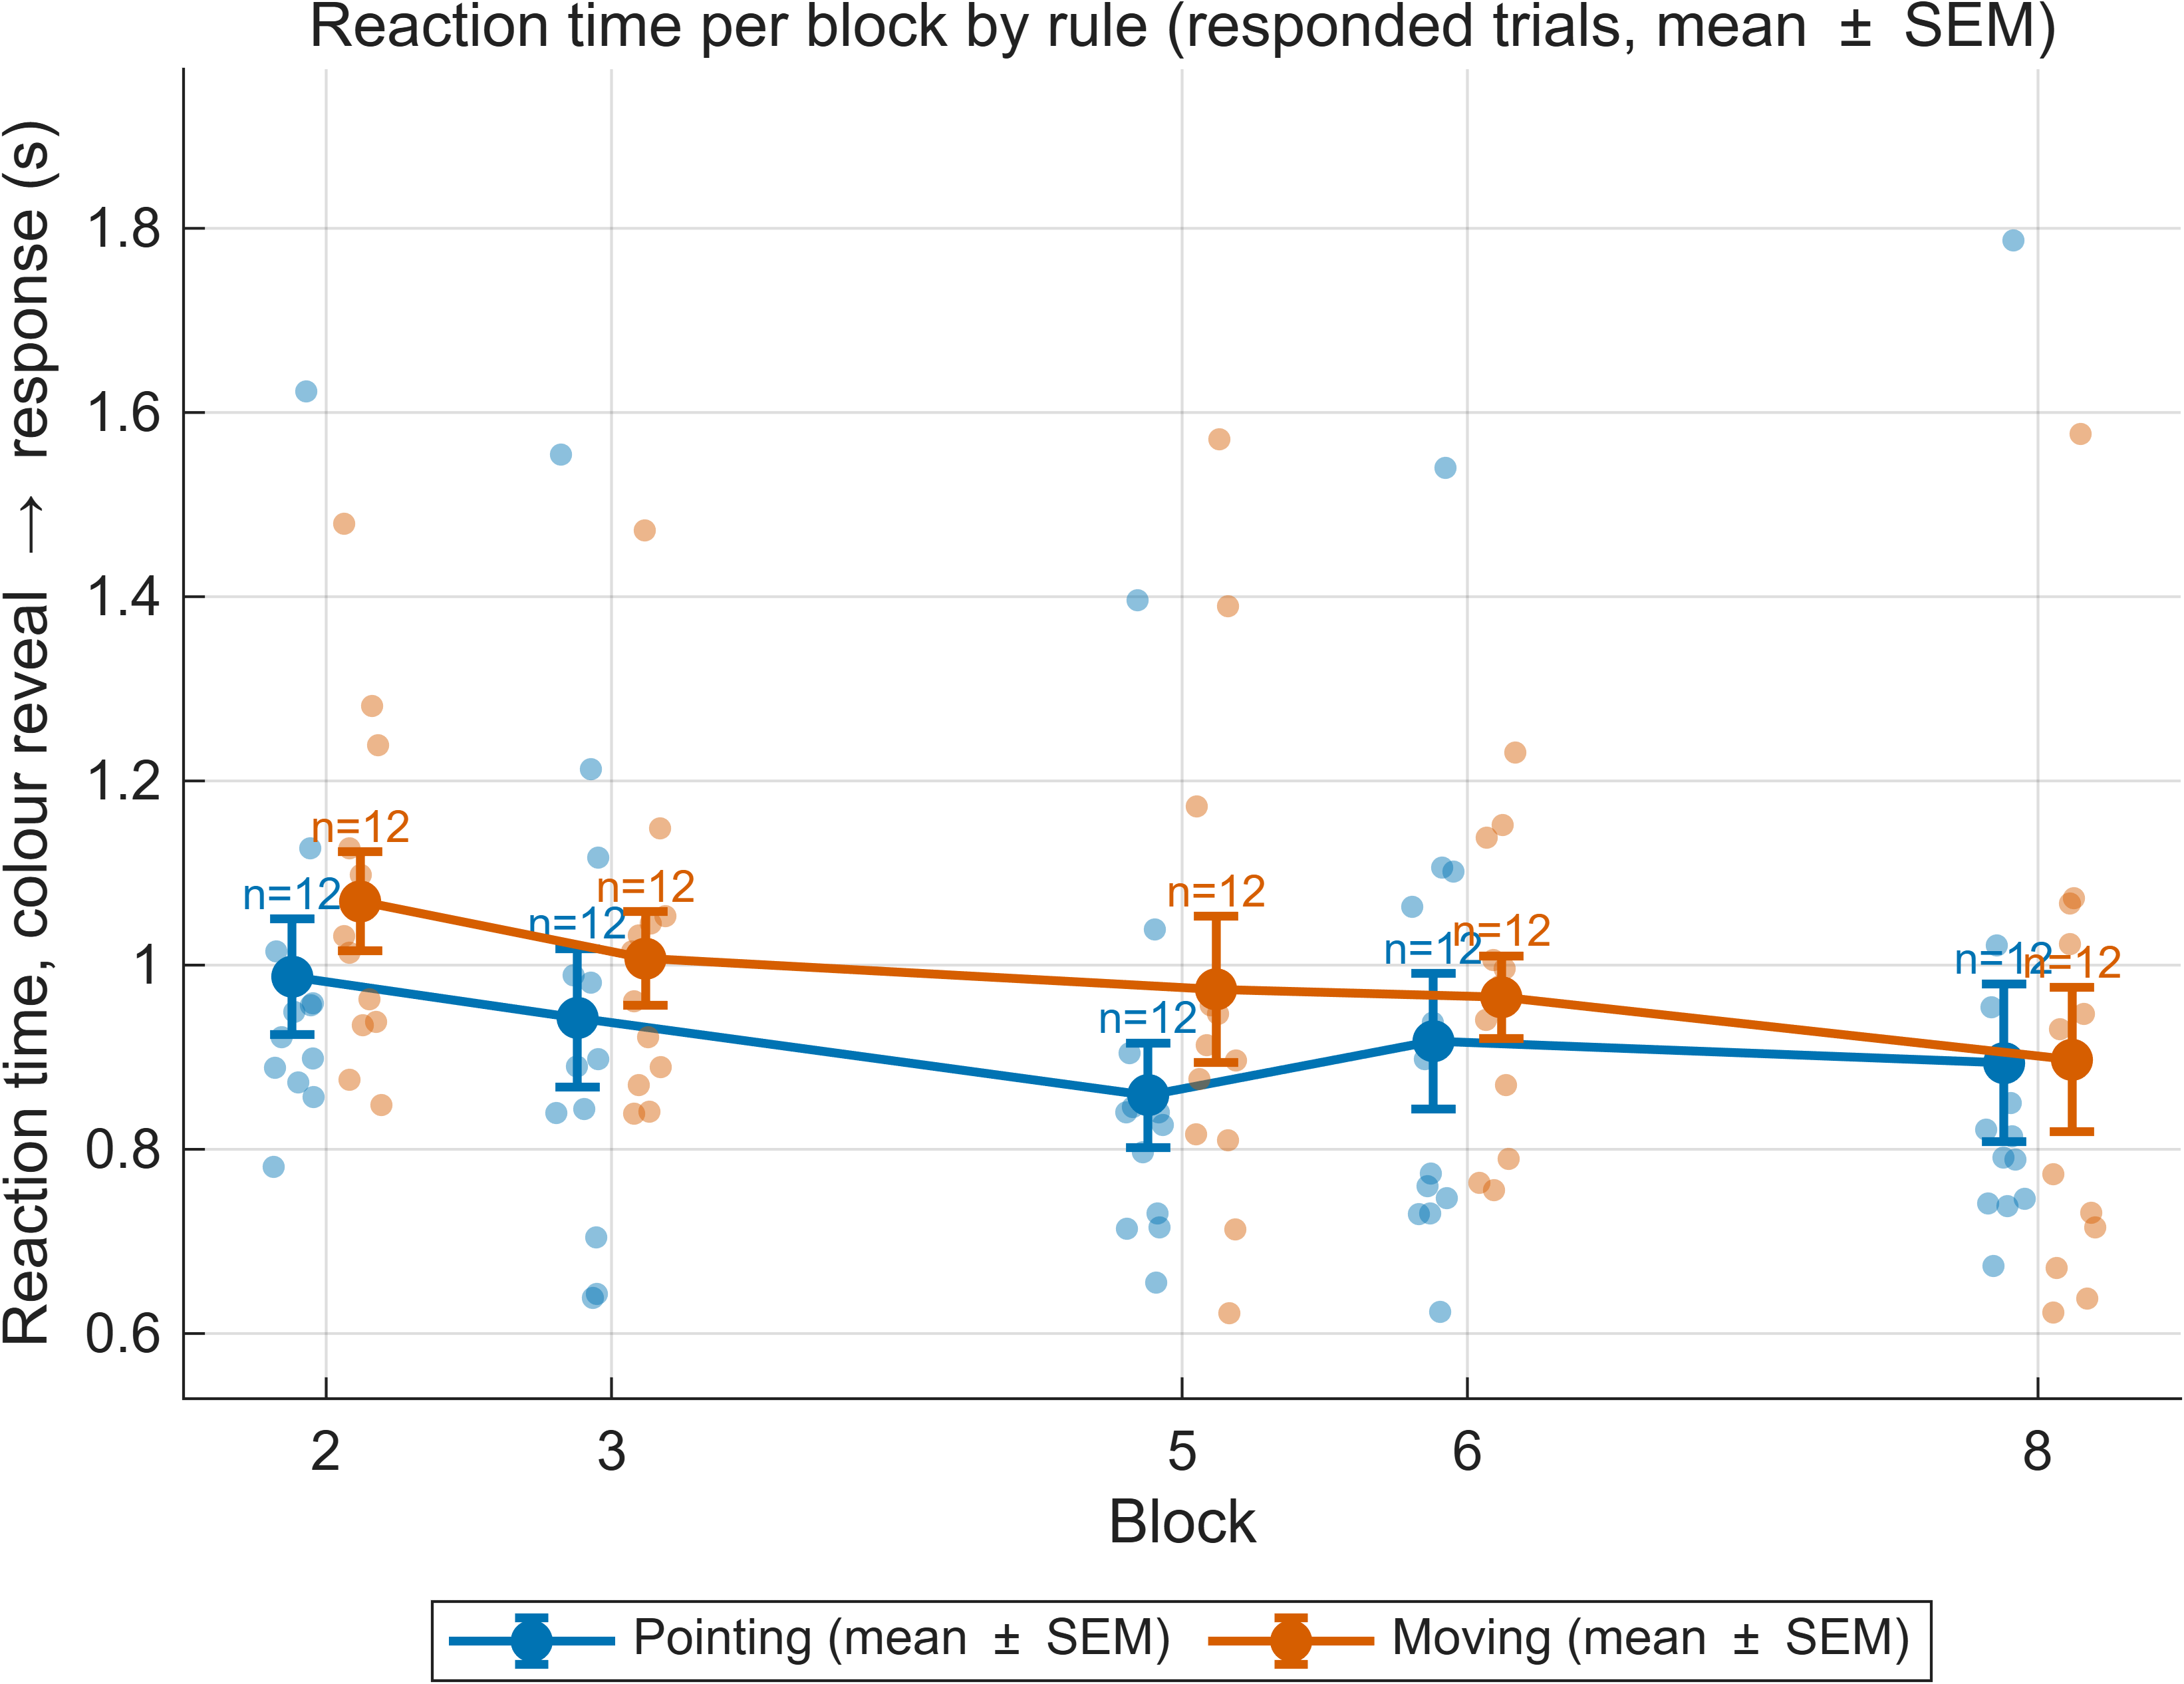 Reaction time per block by rule (responded trials, mean ± SEM)
Reaction time, colour reveal → response (s)
1.8
1.6
1.4
1.2
1
0.8
0.6
n=12
n=12
n=12
n=12
n=12
n=12
n=12
n=12
n=12
n=12
2
3
5
6
8
Block
Pointing (mean ± SEM)
Moving (mean ± SEM)